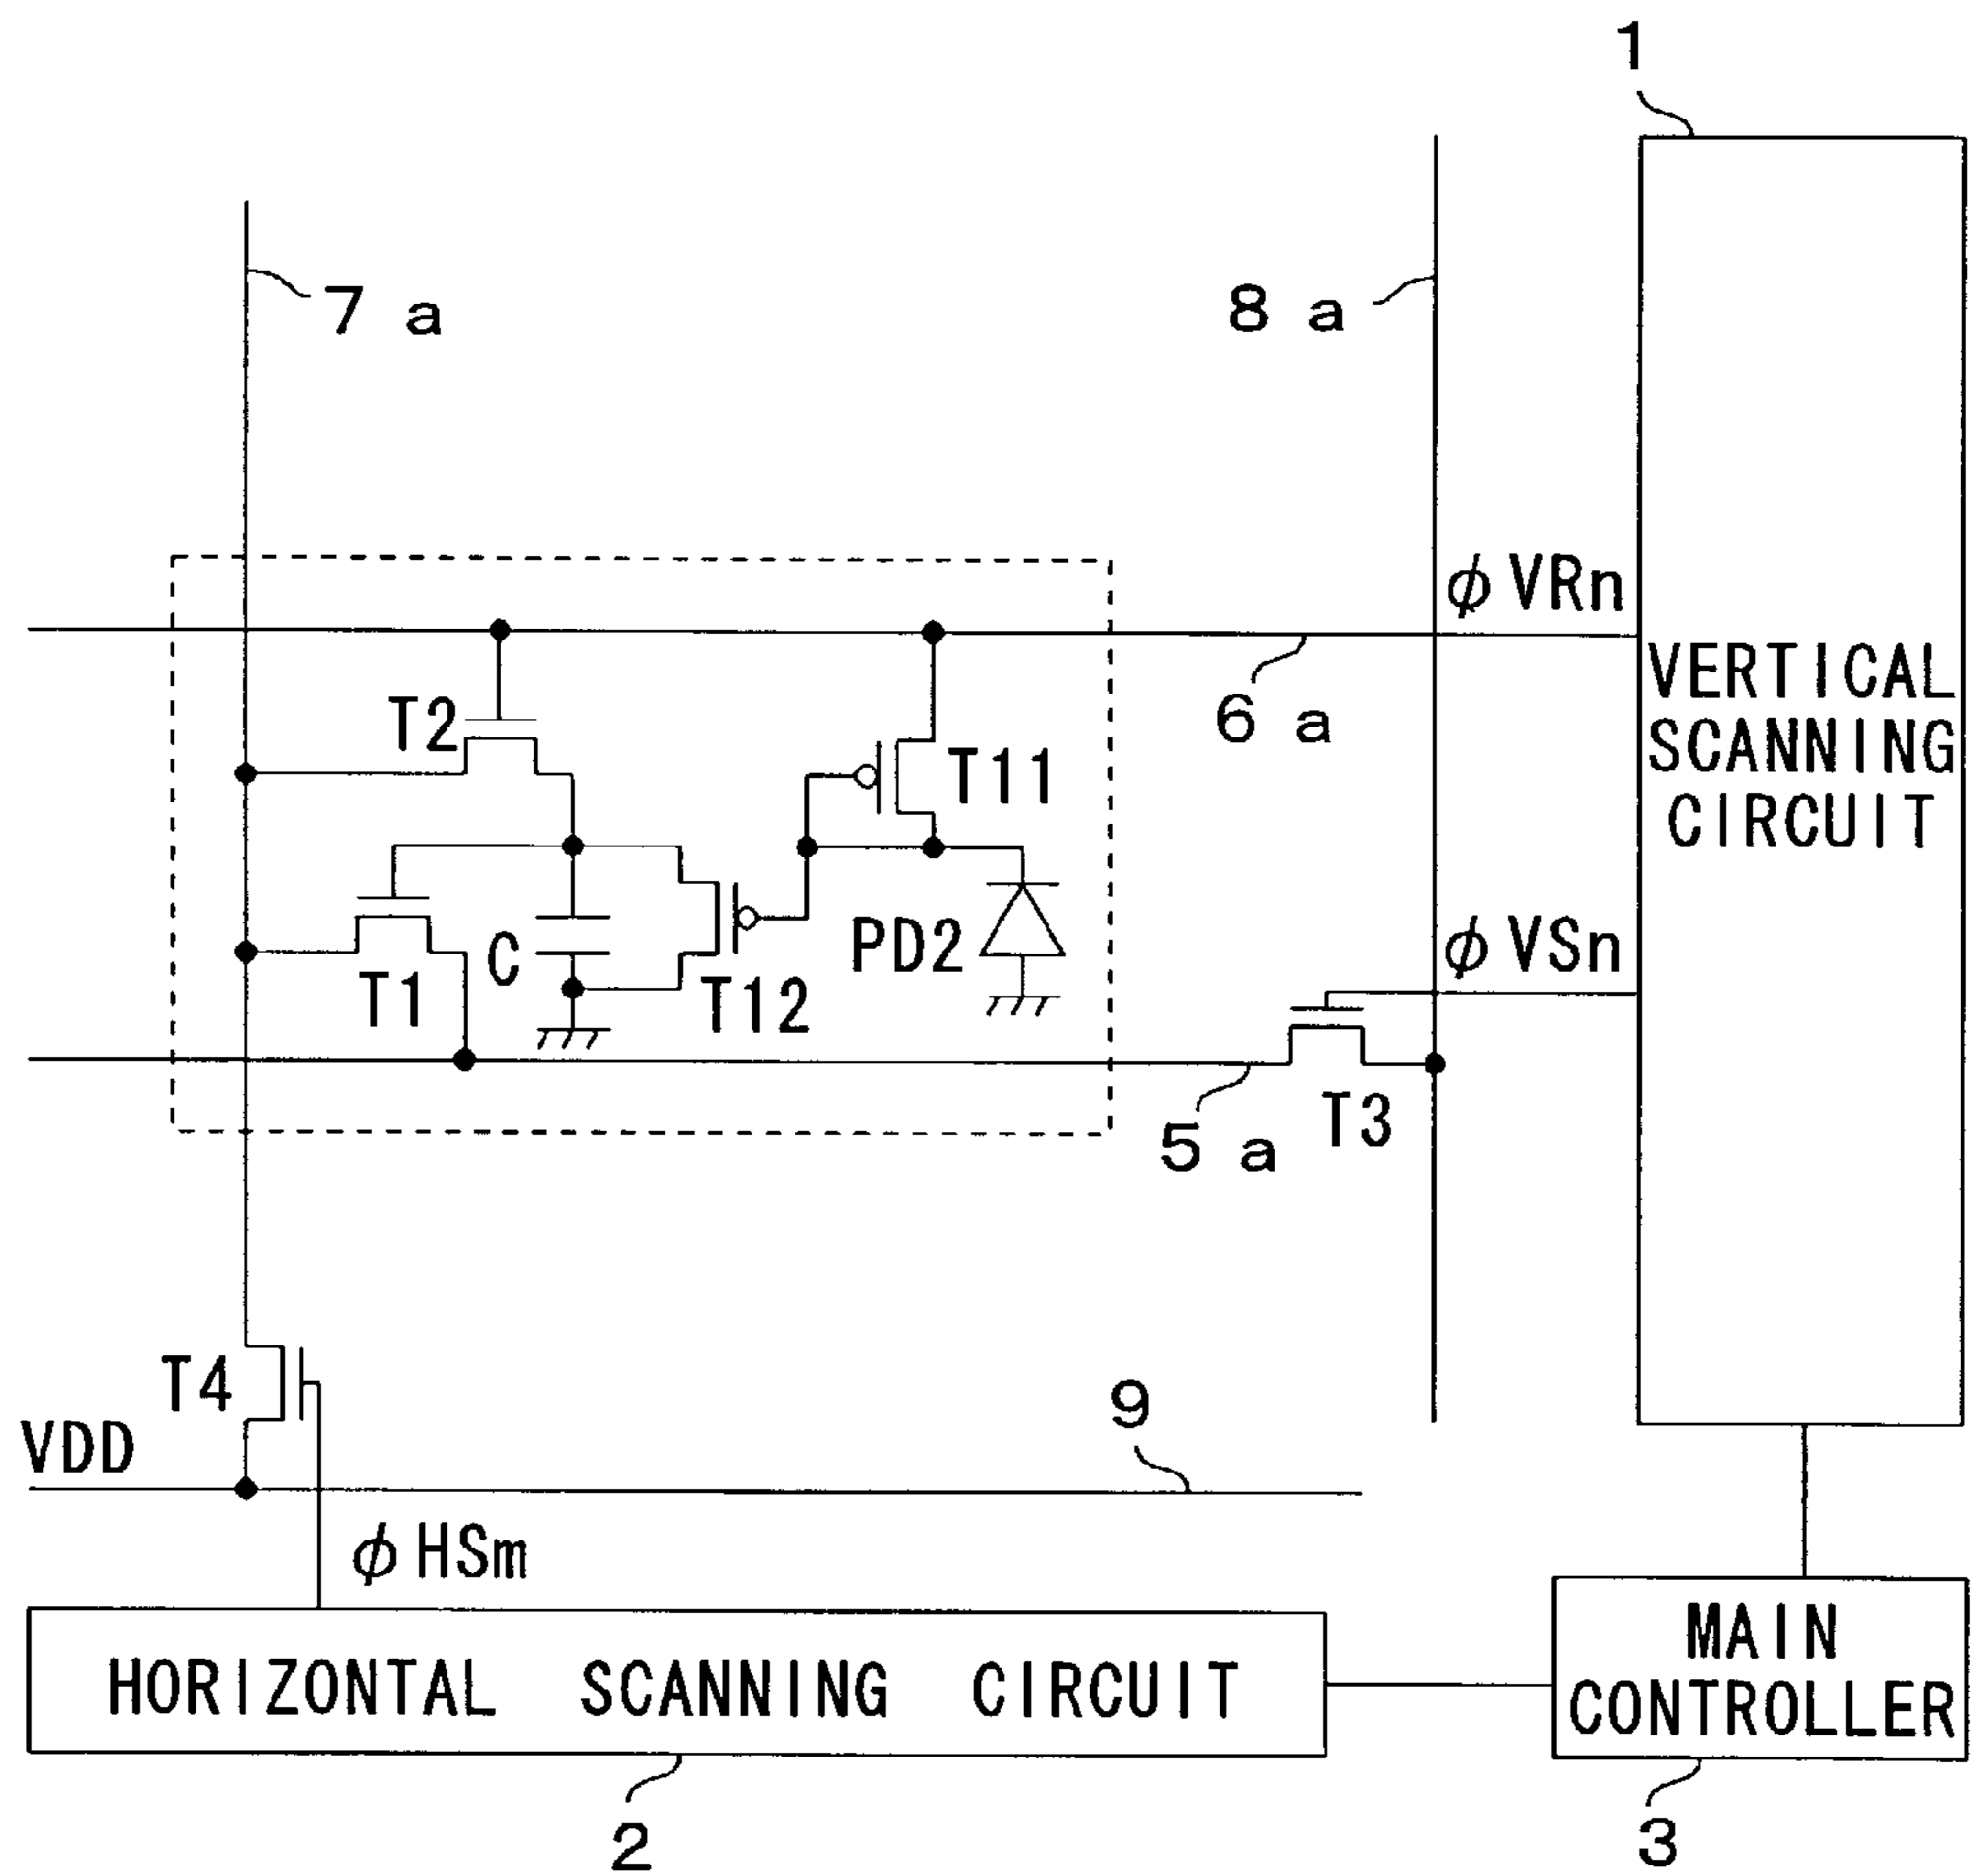 1
7 a
8 a
φ VRn
VERTICAL
SCANNING
CIRCUIT
T2
6 a
T11
C
T1
T12
PD2
φ VSn
5 a
T3
T4
VDD
9
φ HSm
HORIZONTAL SCANNING CIRCUIT
MAIN
CONTROLLER
2
3